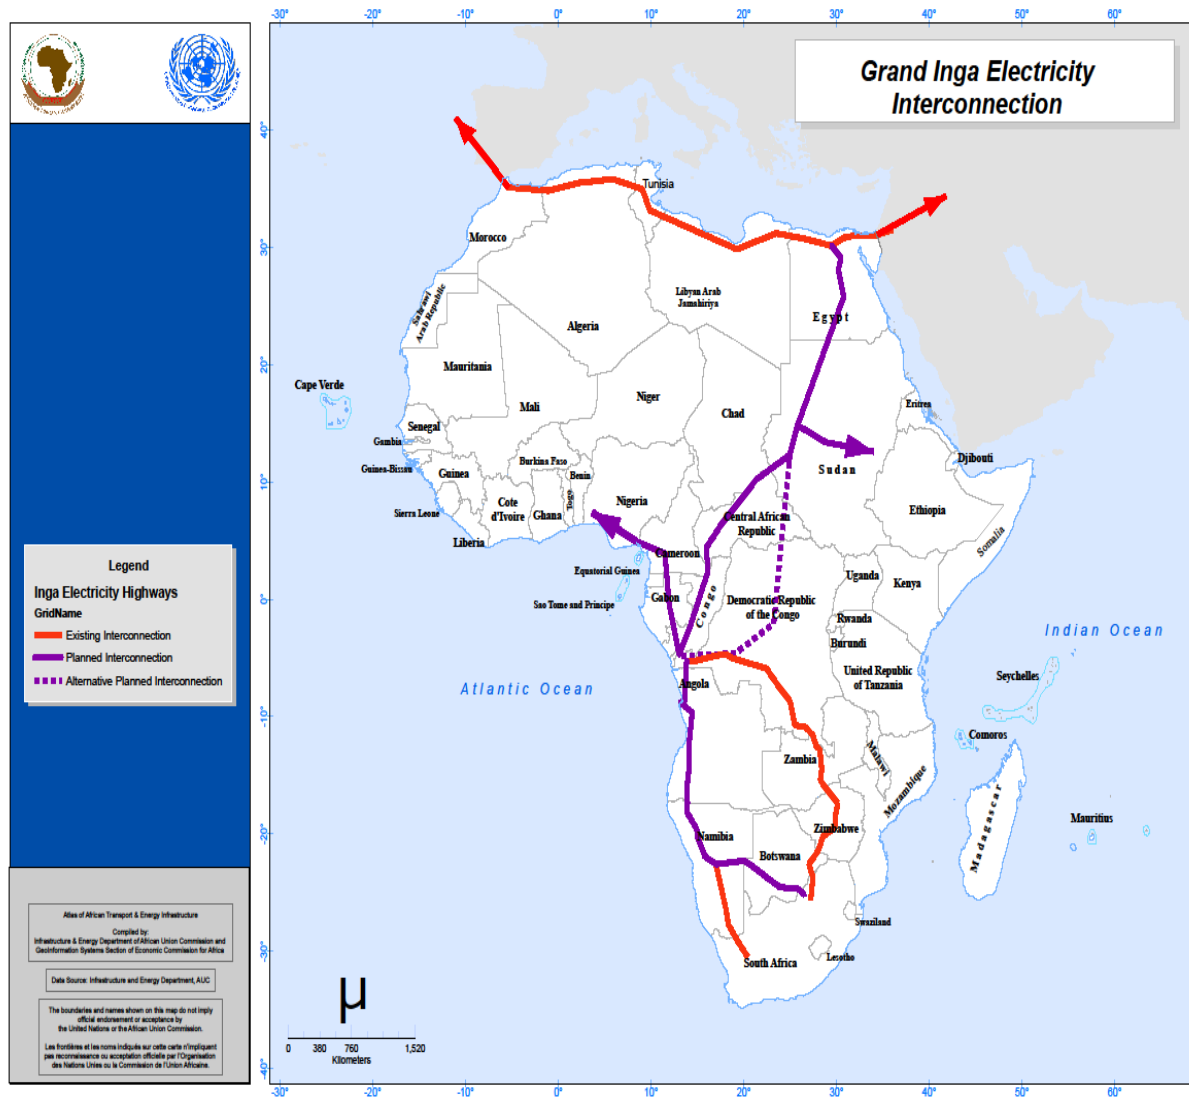 -30°
-20°
-10°
0°
10°
20°
30°
40°
50°
60°
Grand Inga Electricity
Interconnection
40°
30°
20°
10°
0°
-10°
-20°
-30°
-40°
Tunisia
Morocco
Libyan Arab
Jamahiriya
Sahrawi
Arab Republic
Algeria
Egypt
Mauritania
Cape Verde
Mali
Niger
Chad
Eritrea
Senegal
Gambia
Guinea-Bissau
Guinea
Burkina Faso
Benin
Togo
Nigeria
Sudan
Djibouti
Sierra Leone
Cote
d'Ivoire
Ghana
Central African
Republic
Ethiopia
Somalia
Liberia
Cameroon
Equatorial Guinea
Uganda
Kenya
Sao Tome and Principe
Gabon
Congo
Democratic Republic
of the Congo
Rwanda
Burundi
Indian Ocean
United Republic
of Tanzania
Seychelles
Atlantic Ocean
Angola
Comoros
Zambia
Malawi
Mozambique
Madagascar
Mauritius
Namibia
Zimbabwe
Botswana
Swaziland
Lesotho
South Africa
Legend
Inga Electricity Highways
GridName
Existing Interconnection
Planned Interconnection
Alternative Planned Interconnection
Atlas of African Transport & Energy Infrastructure
Compiled by:
Infrastructure & Energy Department of African Union Commission and
GeoInformation Systems Section of Economic Commission for Africa
Data Source: Infrastructure and Energy Department, AUC
The boundaries and names shown on this map do not imply
official endorsement or acceptance by
the United Nations or the African Union Commission.
Les frontières et les noms indiqués sur cette carte n'impliquent
pas reconnaissance ou acceptation officielle par l'Organisation
des Nations Unies ou la Commission de l'Union Africaine.
µ
0 380 760 1,520
Kilometers
-30°
-20°
-10°
0°
10°
20°
30°
40°
50°
60°